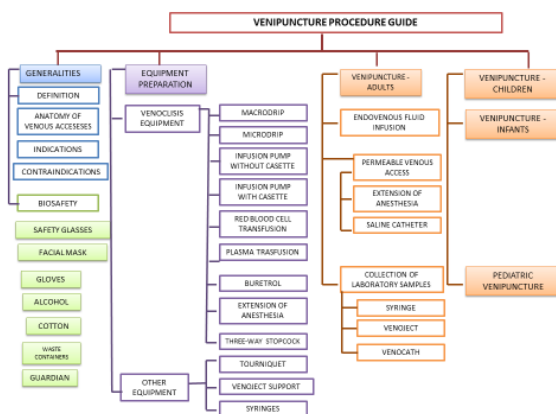 VENIPUNCTURE PROCEDURE GUIDE
GENERALITIES
DEFINITION
ANATOMY OF
VENOUS ACCESESES
INDICATIONS
CONTRAINDICATIONS
BIOSAFETY
SAFETY GLASSES
FACIAL MASK
GLOVES
ALCOHOL
COTTON
WASTE
CONTAINERS
GUARDIAN
EQUIPMENT
PREPARATION
VENOCLISIS
EQUIPMENT
MACRODRIP
MICRODRIP
INFUSION PUMP
WITHOUT CASETTE
INFUSION PUMP
WITH CASETTE
RED BLOOD CELL
TRANSFUSION
PLASMA TRASFUSION
BURETROL
EXTENSION OF
ANESTHESIA
THREE-WAY STOPCOCK
OTHER
EQUIPMENT
TOURNIQUET
VENOJECT SUPPORT
SYRINGES
VENIPUNCTURE -
ADULTS
ENDOVENOUS FLUID
INFUSION
PERMEABLE VENOUS
ACCESS
EXTENSION OF
ANESTHESIA
SALINE CATHETER
COLLECTION OF
LABORATORY SAMPLES
SYRINGE
VENOJECT
VENOCATH
VENIPUNCTURE -
CHILDREN
VENIPUNCTURE -
INFANTS
PEDIATRIC
VENIPUNCTURE